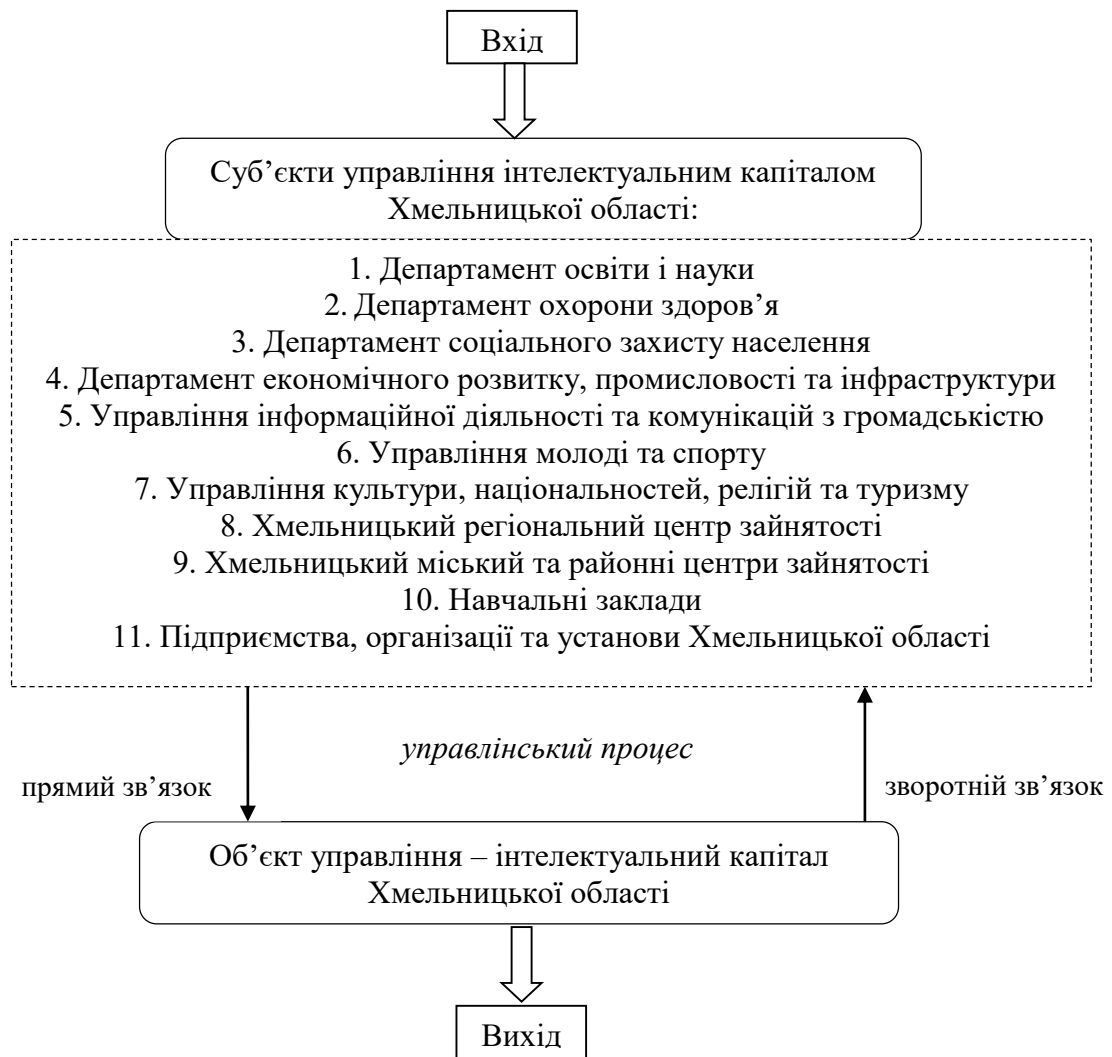 Вхід
Суб’єкти управління інтелектуальним капіталом
Хмельницької області:
1. Департамент освіти і науки
2. Департамент охорони здоров’я
3. Департамент соціального захисту населення
4. Департамент економічного розвитку, промисловості та інфраструктури
5. Управління інформаційної діяльності та комунікацій з громадськістю
6. Управління молоді та спорту
7. Управління культури, національностей, релігій та туризму
8. Хмельницький регіональний центр зайнятості
9. Хмельницький міський та районні центри зайнятості
10. Навчальні заклади
11. Підприємства, організації та установи Хмельницької області
управлінський процес
прямий зв’язок
зворотній зв’язок
Об’єкт управління – інтелектуальний капітал
Хмельницької області
Вихід